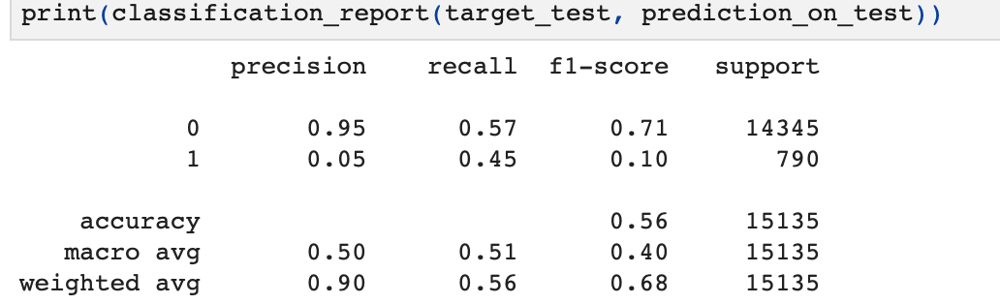 print(classification_report(target_test, prediction_on_test))
precision recall f1-score support
0 0.95 0.57 0.71 14345
1 0.05 0.45 0.10 790
accuracy 0.56 15135
macro avg 0.50 0.51 0.40 15135
weighted avg 0.90 0.56 0.68 15135